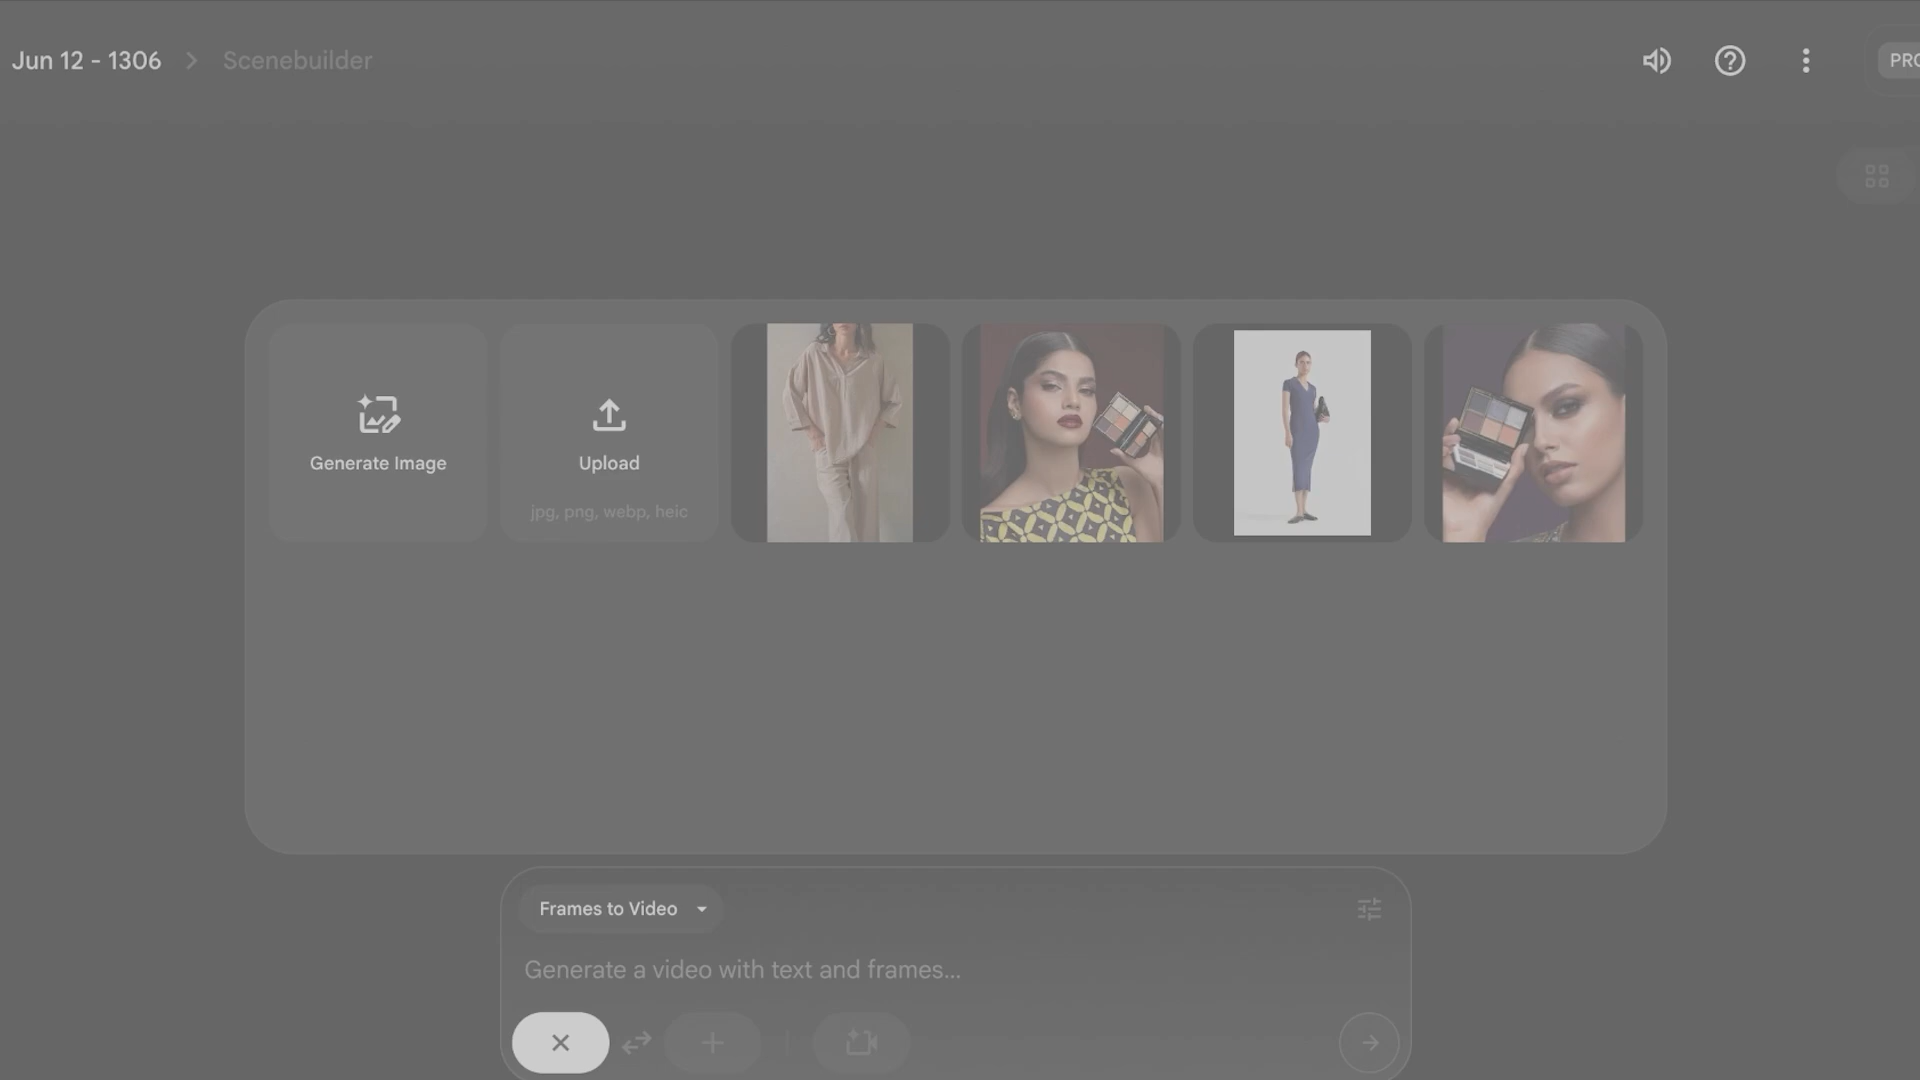 Jun 12 - 1306 > Scenebuilder
Generate Image
Upload
jpg, png, webp, heic
Frames to Video
Generate a video with text and frames...